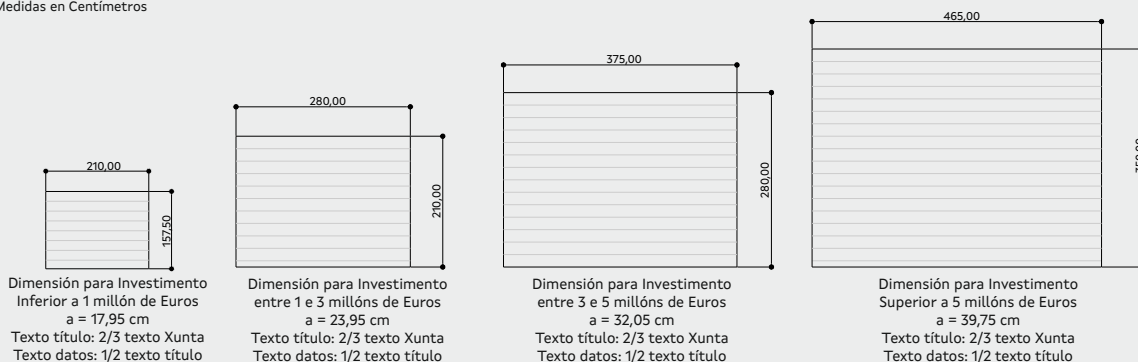 Medidas en Centímetros
210,00
157,50
Dimensión para Investimento
Inferior a 1 millón de Euros
a = 17,95 cm
Texto título: 2/3 texto Xunta
Texto datos: 1/2 texto título
280,00
210,00
Dimensión para Investimento
entre 1 e 3 millóns de Euros
a = 23,95 cm
Texto título: 2/3 texto Xunta
Texto datos: 1/2 texto título
375,00
280,00
Dimensión para Investimento
entre 3 e 5 millóns de Euros
a = 32,05 cm
Texto título: 2/3 texto Xunta
Texto datos: 1/2 texto título
465,00
Dimensión para Investimento
Superior a 5 millóns de Euros
a = 39,75 cm
Texto título: 2/3 texto Xunta
Texto datos: 1/2 texto título